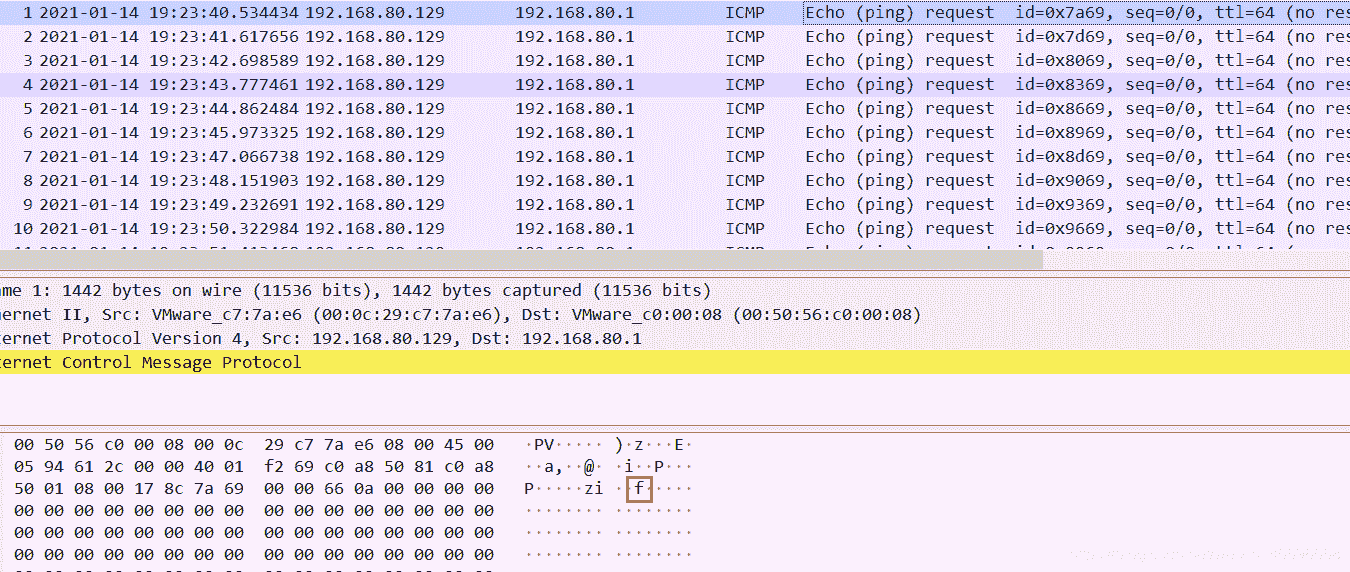 1 2021-01-14 19:23:40.534434 192.168.80.129 192.168.80.1 ICMP Echo (ping) request id=0x7a69, seq=0/0, ttl=64 (no res
2 2021-01-14 19:23:41.617656 192.168.80.129 192.168.80.1 ICMP Echo (ping) request id=0x7d69, seq=0/0, ttl=64 (no res
3 2021-01-14 19:23:42.698589 192.168.80.129 192.168.80.1 ICMP Echo (ping) request id=0x8069, seq=0/0, ttl=64 (no res
4 2021-01-14 19:23:43.777461 192.168.80.129 192.168.80.1 ICMP Echo (ping) request id=0x8369, seq=0/0, ttl=64 (no res
5 2021-01-14 19:23:44.862484 192.168.80.129 192.168.80.1 ICMP Echo (ping) request id=0x8669, seq=0/0, ttl=64 (no res
6 2021-01-14 19:23:45.973325 192.168.80.129 192.168.80.1 ICMP Echo (ping) request id=0x8969, seq=0/0, ttl=64 (no res
7 2021-01-14 19:23:47.066738 192.168.80.129 192.168.80.1 ICMP Echo (ping) request id=0x8d69, seq=0/0, ttl=64 (no res
8 2021-01-14 19:23:48.151903 192.168.80.129 192.168.80.1 ICMP Echo (ping) request id=0x9069, seq=0/0, ttl=64 (no res
9 2021-01-14 19:23:49.232691 192.168.80.129 192.168.80.1 ICMP Echo (ping) request id=0x9369, seq=0/0, ttl=64 (no res
10 2021-01-14 19:23:50.322984 192.168.80.129 192.168.80.1 ICMP Echo (ping) request id=0x9669, seq=0/0, ttl=64 (no res
ame 1: 1442 bytes on wire (11536 bits), 1442 bytes captured (11536 bits)
ernet II, Src: VMware_c7:7a:e6 (00:0c:29:c7:7a:e6), Dst: VMware_c0:00:08 (00:50:56:c0:00:08)
ernet Protocol Version 4, Src: 192.168.80.129, Dst: 192.168.80.1
ernet Control Message Protocol
00 50 56 c0 00 08 00 0c 29 c7 7a e6 08 00 45 00 ·PV····· )·z···E·
05 94 61 2c 00 00 40 01 f2 69 c0 a8 50 81 c0 a8 ··a,··@· ·i··P···
50 01 08 00 17 8c 7a 69 00 00 66 0a 00 00 00 00 P·····zi ··f·····
00 00 00 00 00 00 00 00 00 00 00 00 00 00 00 00 ········ ········
00 00 00 00 00 00 00 00 00 00 00 00 00 00 00 00 ········ ········
00 00 00 00 00 00 00 00 00 00 00 00 00 00 00 00 ········ ········